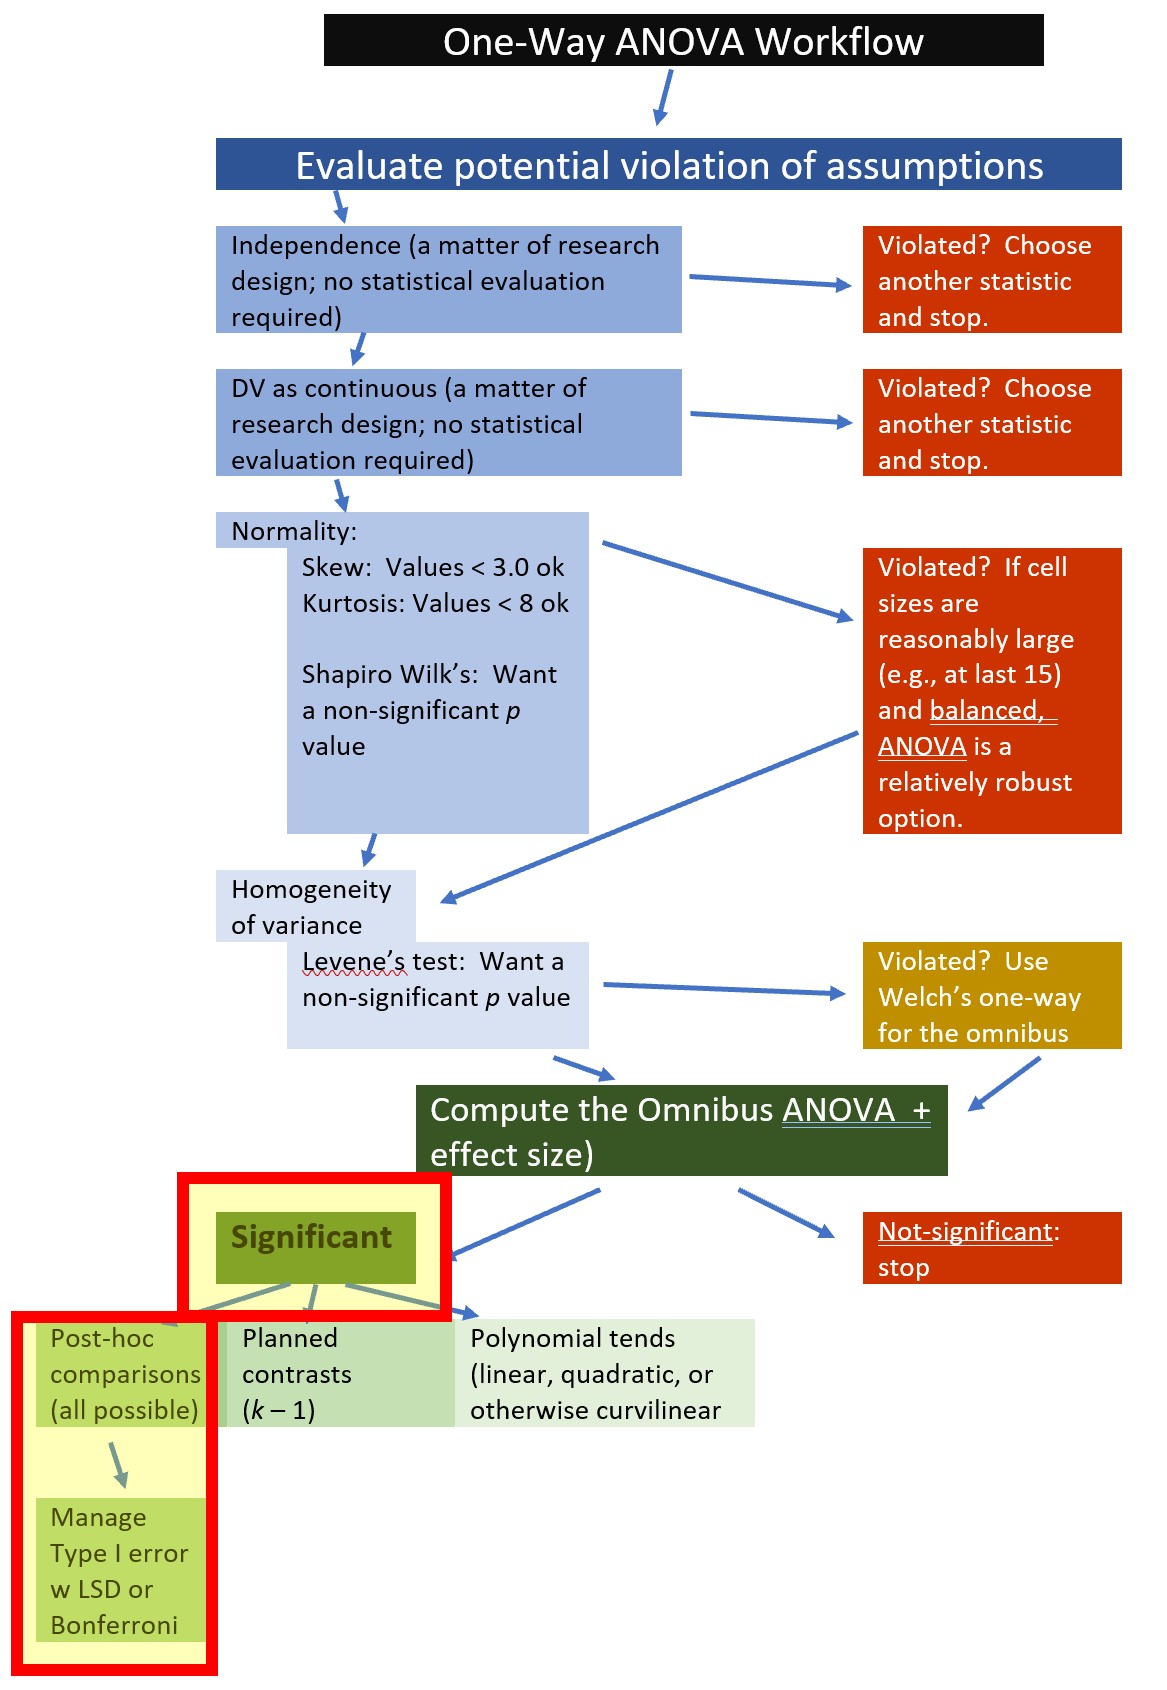 One-Way ANOVA Workflow
Evaluate potential violation of assumptions
Independence (a matter of research
design; no statistical evaluation
required)
Violated?  Choose
another statistic
and stop.
DV as continuous (a matter of
research design; no statistical
evaluation required)
Violated?  Choose
another statistic
and stop.
Normality:
Skew:  Values < 3.0 ok
Kurtosis: Values < 8 ok
Shapiro Wilk’s:  Want
a non-significant p
value
Violated?  If cell
sizes are
reasonably large
(e.g., at last 15)
and balanced,
ANOVA is a
relatively robust
option.
Homogeneity
of variance
Levene’s test:  Want a
non-significant p value
Violated?  Use
Welch’s one-way
for the omnibus
Compute the Omnibus ANOVA  +
effect size)
Significant
Not-significant:
stop
Post-hoc
comparisons
(all possible)
Planned
contrasts
(k – 1)
Polynomial tends
(linear, quadratic, or
otherwise curvilinear
Manage
Type I error
w LSD or
Bonferroni